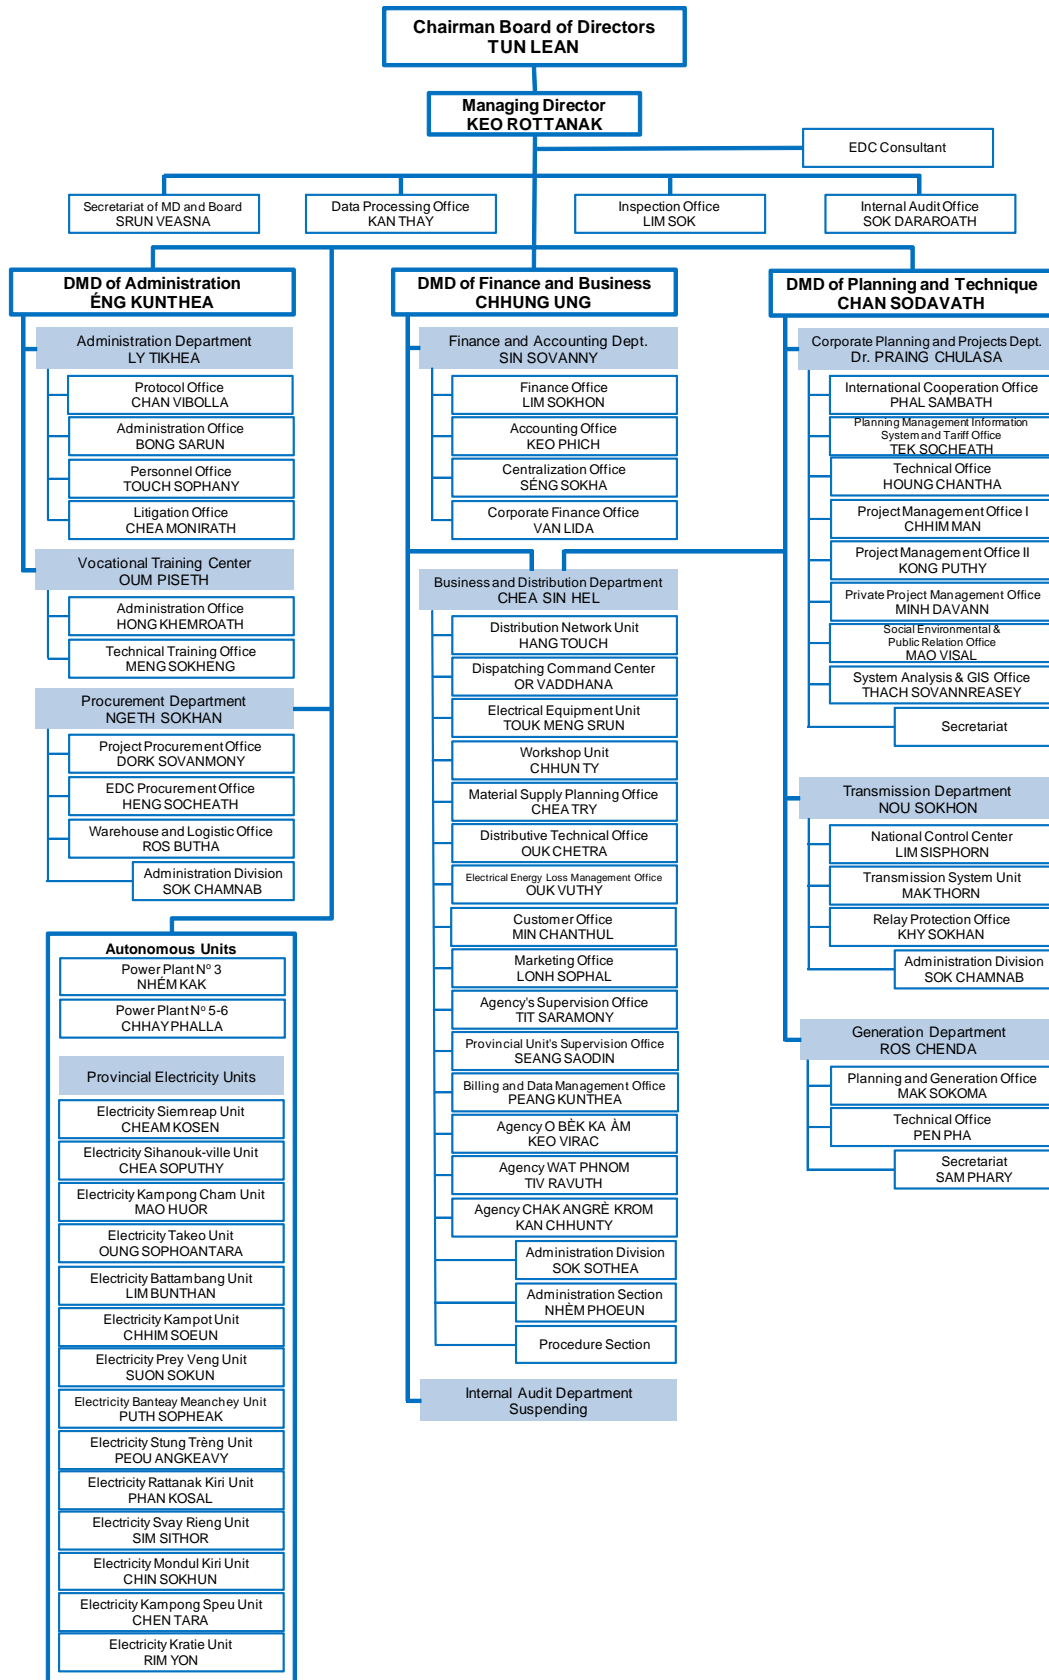 Chairman Board of Directors
TUN LEAN
Managing Director
KEO ROTTANAK
EDC Consultant
Secretariat of MD and Board
SRUN VEASNA
Data Processing Office
KAN THAY
Inspection Office
LIM SOK
Internal Audit Office
SOK DARAROATH
DMD of Administration
ÉNG KUNTHEA
Administration Department
LY TIKHEA
Protocol Office
CHAN VIBOLLA
Administration Office
BONG SARUN
Personnel Office
TOUCH SOPHANY
Litigation Office
CHEA MONIRATH
Vocational Training Center
OUM PISETH
Administration Office
HONG KHEMROATH
Technical Training Office
MENG SOKHENG
Procurement Department
NGETH SOKHAN
Project Procurement Office
DORK SOVANMONY
EDC Procurement Office
HENG SOCHEATH
Warehouse and Logistic Office
ROS BUTHA
Administration Division
SOK CHAMNAB
Autonomous Units
Power Plant Nº 3
NHÉM KAK
Power Plant Nº 5-6
CHHAY PHALLA
Provincial Electricity Units
Electricity Siemreap Unit
CHEAM KOSEN
Electricity Sihanouk-ville Unit
CHEA SOPUTHY
Electricity Kampong Cham Unit
MAO HUOR
Electricity Takeo Unit
OUNG SOPHOANTARA
Electricity Battambang Unit
LIM BUNTHAN
Electricity Kampot Unit
CHHIM SOEUN
Electricity Prey Veng Unit
SUON SOKUN
Electricity Banteay Meanchey Unit
PUTH SOPHEAK
Electricity Stung Trèng Unit
PEOU ANGKEAVY
Electricity Rattanak Kiri Unit
PHAN KOSAL
Electricity Svay Rieng Unit
SIM SITHOR
Electricity Mondul Kiri Unit
CHIN SOKHUN
Electricity Kampong Speu Unit
CHEN TARA
Electricity Kratie Unit
RIM YON
DMD of Finance and Business
CHHUNG UNG
Finance and Accounting Dept.
SIN SOVANNY
Finance Office
LIM SOKHON
Accounting Office
KEO PHICH
Centralization Office
SÉNG SOKHA
Corporate Finance Office
VAN LIDA
Business and Distribution Department
CHEA SIN HEL
Distribution Network Unit
HANG TOUCH
Dispatching Command Center
OR VADDHANA
Electrical Equipment Unit
TOUK MENG SRUN
Workshop Unit
CHHUN TY
Material Supply Planning Office
CHEA TRY
Distributive Technical Office
OUK CHETRA
Electrical Energy Loss Management Office
OUK VUTHY
Customer Office
MIN CHANTHUL
Marketing Office
LONH SOPHAL
Agency's Supervision Office
TIT SARAMONY
Provincial Unit's Supervision Office
SEANG SAODIN
Billing and Data Management Office
PEANG KUNTHEA
Agency O BÈK KA ÀM
KEO VIRAC
Agency WAT PHNOM
TIV RAVUTH
Agency CHAK ANGRÈ KROM
KAN CHHUNTY
Administration Division
SOK SOTHEA
Administration Section
NHÈM PHOEUN
Procedure Section
Internal Audit Department
Suspending
DMD of Planning and Technique
CHAN SODAVATH
Corporate Planning and Projects Dept.
Dr. PRAING CHULASA
International Cooperation Office
PHAL SAMBATH
Planning Management Information
System and Tariff Office
TEK SOCHEATH
Technical Office
HOUNG CHANTHA
Project Management Office I
CHHIM MAN
Project Management Office II
KONG PUTHY
Private Project Management Office
MINH DAVANN
Social Environmental &
Public Relation Office
MAO VISAL
System Analysis & GIS Office
THACH SOVANNREASEY
Secretariat
Transmission Department
NOU SOKHON
National Control Center
LIM SISPHORN
Transmission System Unit
MAK THORN
Relay Protection Office
KHY SOKHAN
Administration Division
SOK CHAMNAB
Generation Department
ROS CHENDA
Planning and Generation Office
MAK SOKOMA
Technical Office
PEN PHA
Secretariat
SAM PHARY